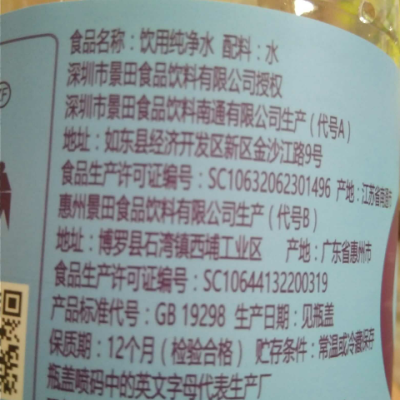 食品名称：饮用纯净水 配料：水
深圳市景田食品饮料有限公司授权
深圳市景田食品饮料南通有限公司生产（代号A）
地址：如东县经济开发区新区金沙江路9号
食品生产许可证编号：SC10632062301496 产地：江苏省南通市
惠州景田食品饮料有限公司生产（代号B）
地址：博罗县石湾镇西埔工业区 产地：广东省惠州市
食品生产许可证编号：SC10644132200319
产品标准代号：GB 19298 生产日期：见瓶盖
保质期：12个月（检验合格） 贮存条件：常温或冷藏保存
瓶盖喷码中的英文字母代表生产厂